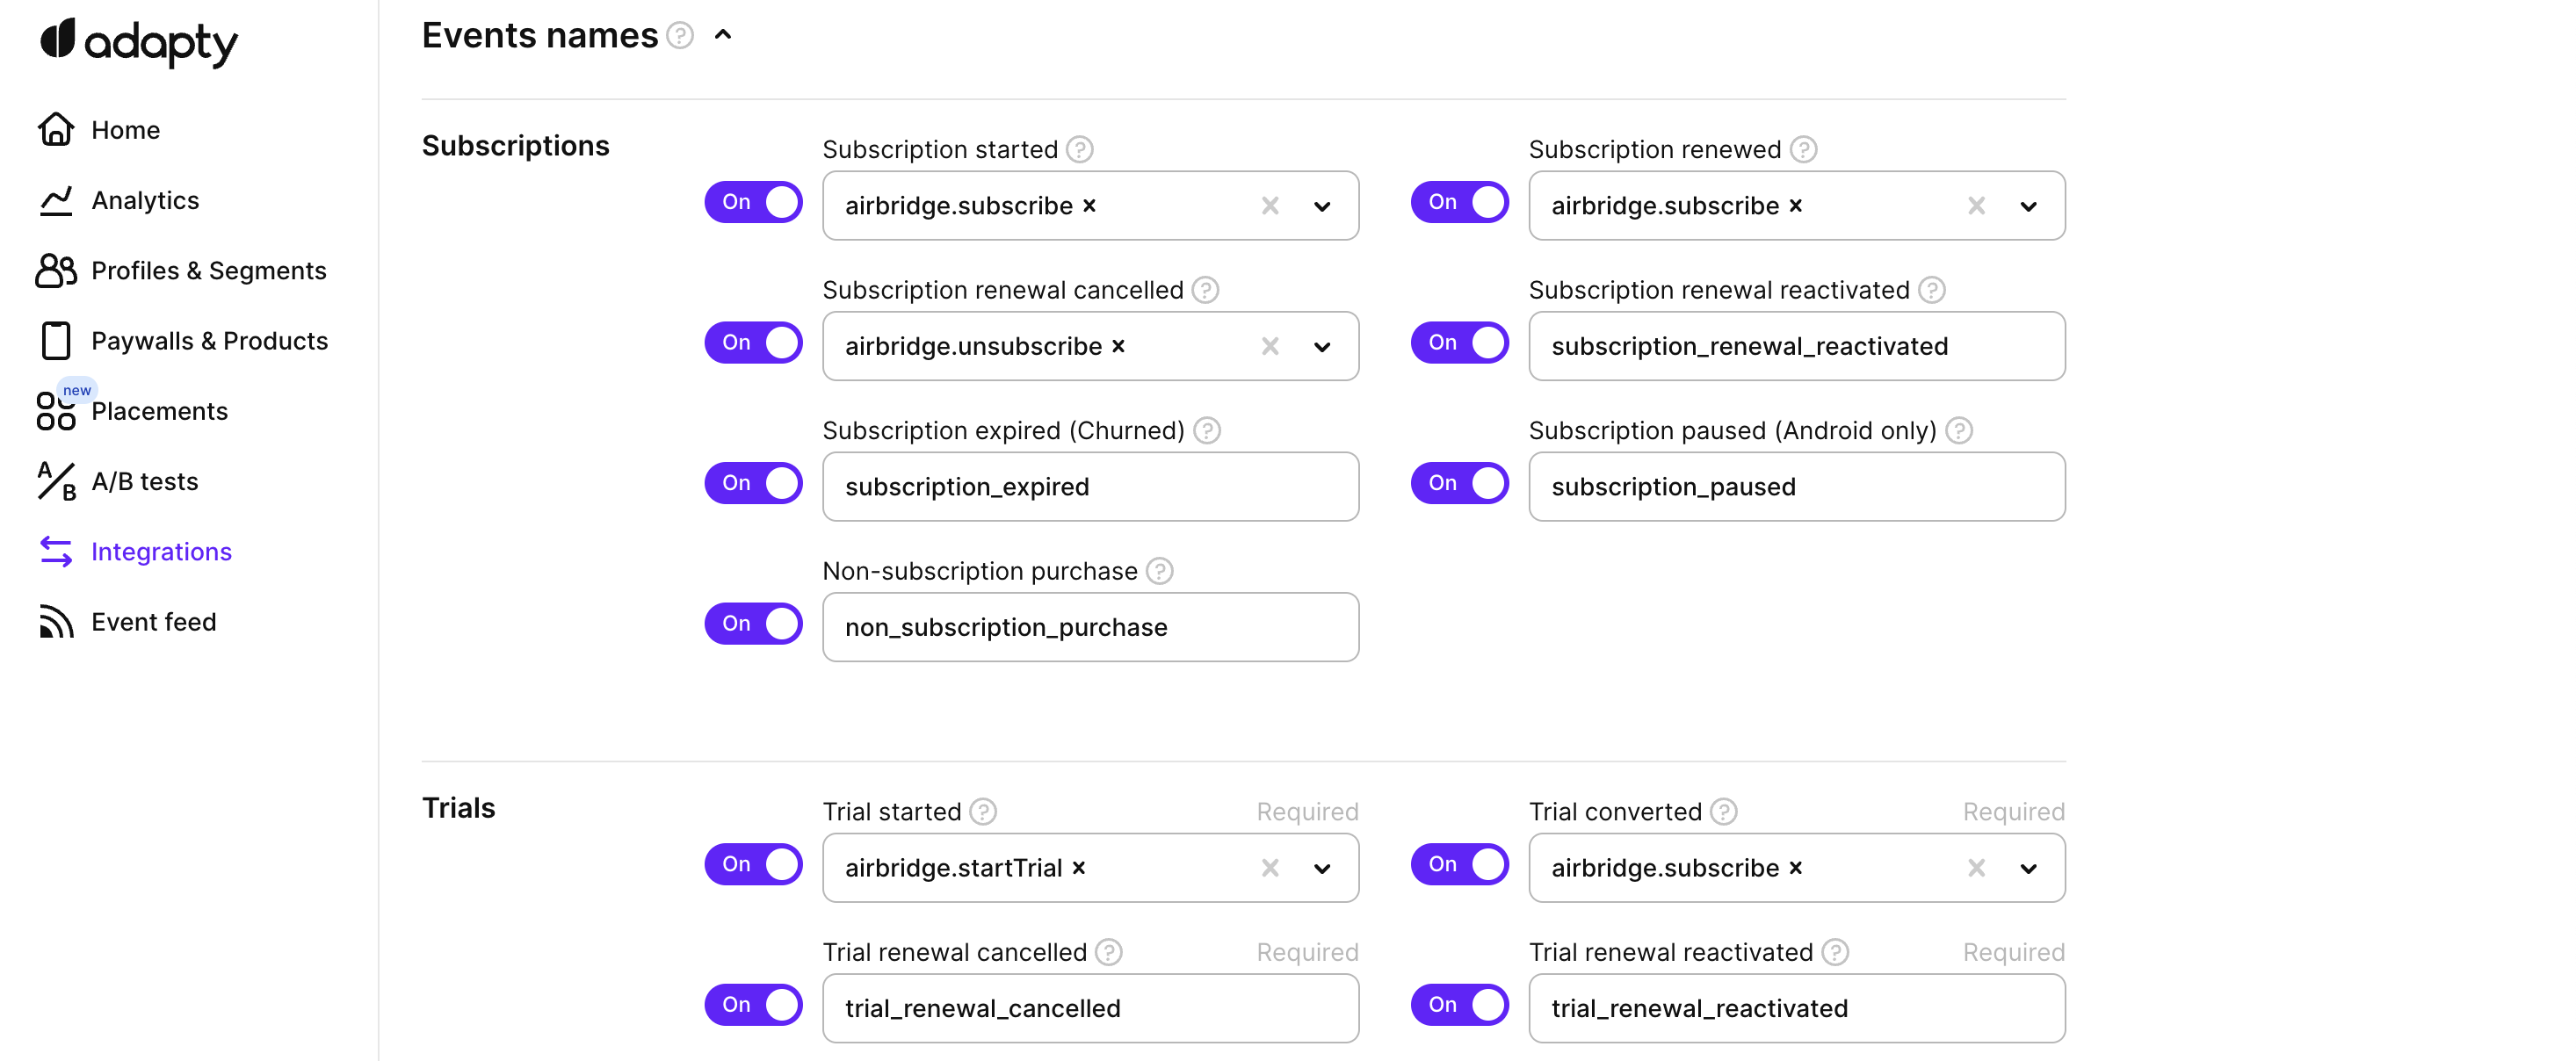 adapty
Home
Analytics
Profiles & Segments
Paywalls & Products
new
Placements
A/B tests
Integrations
Event feed
Events names
Subscriptions
Subscription started
On
airbridge.subscribe
Subscription renewed
On
airbridge.subscribe
Subscription renewal cancelled
On
airbridge.unsubscribe
Subscription renewal reactivated
On
subscription_renewal_reactivated
Subscription expired (Churned)
On
subscription_expired
Subscription paused (Android only)
On
subscription_paused
Non-subscription purchase
On
non_subscription_purchase
Trials
Trial started Required
On
airbridge.startTrial
Trial converted Required
On
airbridge.subscribe
Trial renewal cancelled Required
On
trial_renewal_cancelled
Trial renewal reactivated Required
On
trial_renewal_reactivated